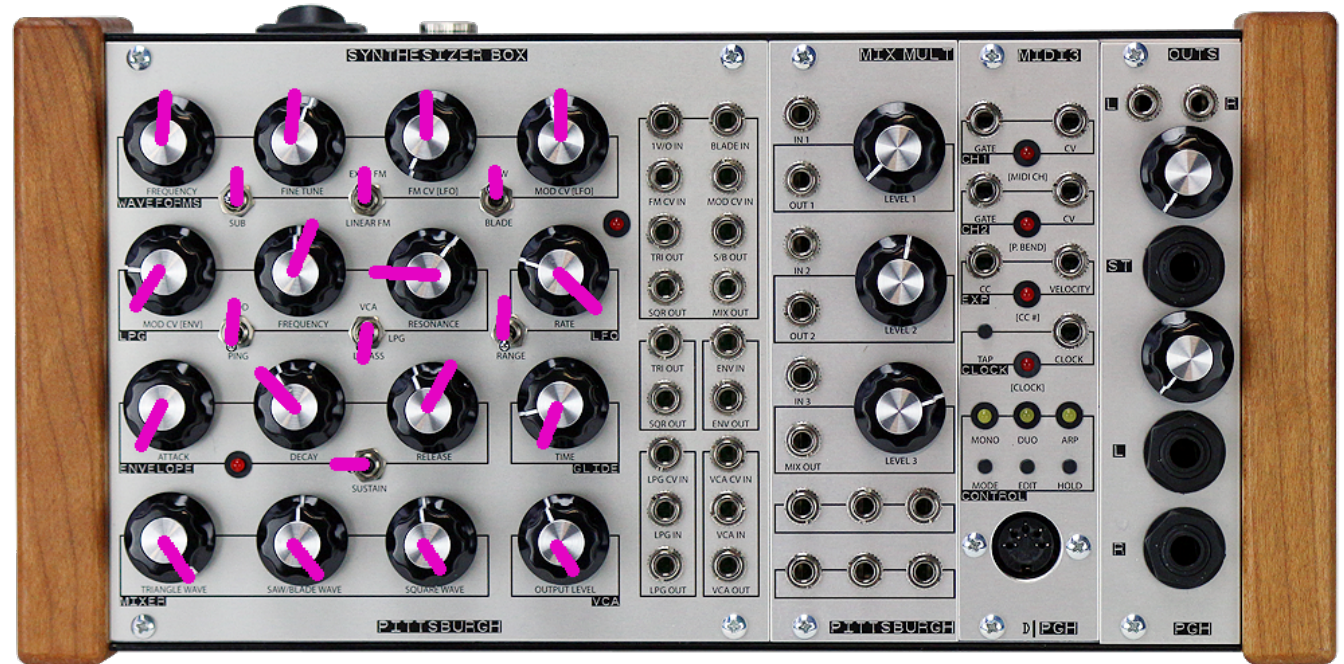 SYNTHESIZER BOX
MIX MULT
MIDI3
OUTS
L
R
FREQUENCY
FINE TUNE
FM CV [LFO]
MOD CV [LFO]
WAVEFORMS
SUB
LINEAR FM
BLADE
1V/O IN
BLADE IN
FM CV IN
MOD CV IN
TRI OUT
S/B OUT
SQR OUT
MIX OUT
IN 1
OUT 1
LEVEL 1
GATE
CV
CH1
[MIDI CH]
GATE
CV
CH2
[P. BEND]
IN 2
OUT 2
LEVEL 2
CC
VELOCITY
EXP
[CC #]
ST
MOD CV [ENV]
FREQUENCY
RESONANCE
RATE
LPG
LFO
VCA
LPG
PING
RANGE
TRI OUT
ENV IN
SQR OUT
ENV OUT
TAP
CLOCK
CLOCK
[CLOCK]
IN 3
MIX OUT
LEVEL 3
ATTACK
DECAY
RELEASE
TIME
ENVELOPE
GLIDE
SUSTAIN
LPG CV IN
VCA CV IN
LPG IN
VCA IN
LPG OUT
VCA OUT
MONO
DUO
ARP
MODE
EDIT
HOLD
CONTROL
L
R
TRIANGLE WAVE
SAW/BLADE WAVE
SQUARE WAVE
OUTPUT LEVEL
MIXER
VCA
PITTSBURGH
PITTSBURGH
D|PGH
PGH